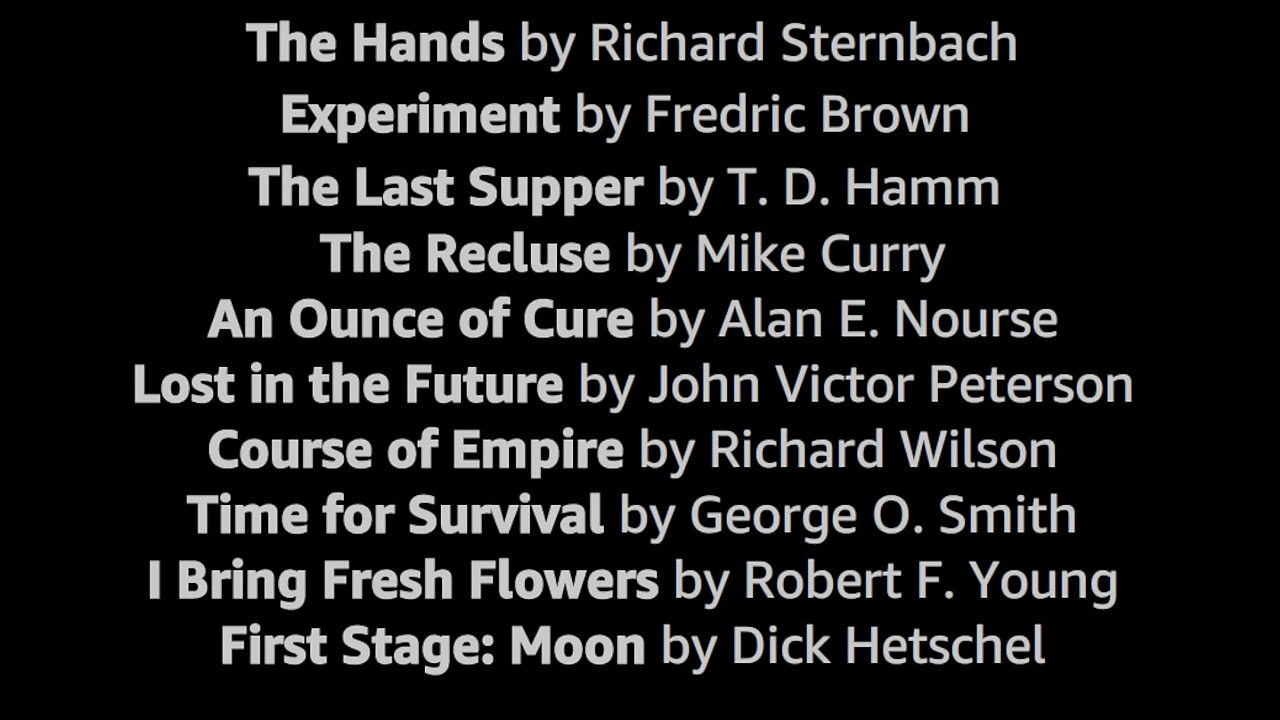 The Hands by Richard Sternbach
Experiment by Fredric Brown
The Last Supper by T. D. Hamm
The Recluse by Mike Curry
An Ounce of Cure by Alan E. Nourse
Lost in the Future by John Victor Peterson
Course of Empire by Richard Wilson
Time for Survival by George O. Smith
I Bring Fresh Flowers by Robert F. Young
First Stage: Moon by Dick Hetschel